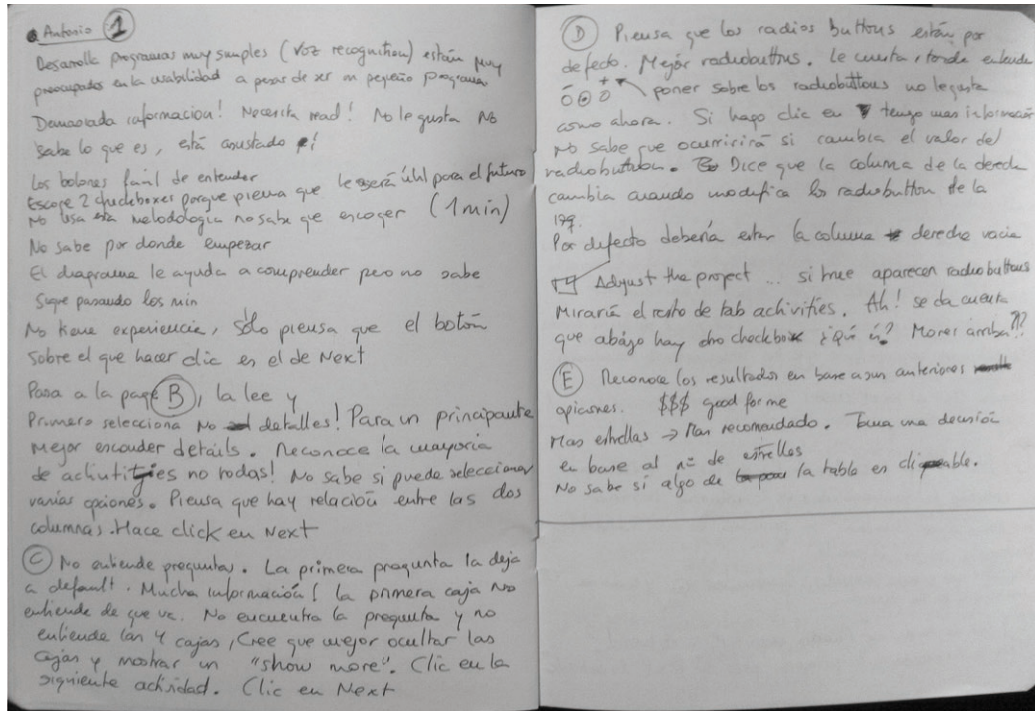 Antonio 1
Desarrolla programas muy simples (voz recognition) están muy
preocupados en la usabilidad a pesar de ser un pequeño programa
Demasiada informacion! Necesita read! No le gusta No
sabe lo que es, está asustado !
Los botones fácil de entender
Escoge 2 checkboxes porque piensa que le será útil para el futuro
No usa esta metodología no sabe que escoger (1 min)
No sabe por donde empezar
El diagrama le ayuda a comprender pero no sabe
Sigue pasando los min
No tiene experiencia, sólo piensa que el botón
sobre el que hacer clic es el de Next
Pasa a la page B, la lee y
Primero selecciona No detalles! Para un principante
mejor esconder details. Reconoce la mayoria
de activities no todas! No sabe si puede seleccionar
varias opciones. Piensa que hay relación entre las dos
columnas. Hace click en Next
C No entiende preguntas. La primera pregunta la deja
a default. Mucha información! La primera caja no
entiende de que va. No encuentra la pregunta y no
entiende las 4 cajas, Cree que mejor ocultar las
cajas y mostrar un "show more". Clic en la
siguiente actividad. Clic en Next
D Piensa que los radios buttons están por
defecto. Mejor radiobuttons. Le cuesta entender
poner sobre los radiobuttons no le gusta
como ahora. Si hago clic en tengo mas información
No sabe que ocurrirá si cambia el valor del
radiobutton. Dice que la columna de la derecha
cambia cuando modifica los radiobutton de la
izq.
Por defecto debería estar la columna derecha vacia
Adjust the project ... si true aparecen radiobuttons
Miraría el resto de tab activities. Ah! se da cuenta
que abajo hay otro checkbox ¿Qué es? Mover arriba??
E Reconoce los resultados en base a sus anteriores
opiciones. $$$ good for me
Mas estrellas → Plan recomendado. Toma una decisión
en base al nº de estrellas
No sabe si algo de la tabla es cliqueable.